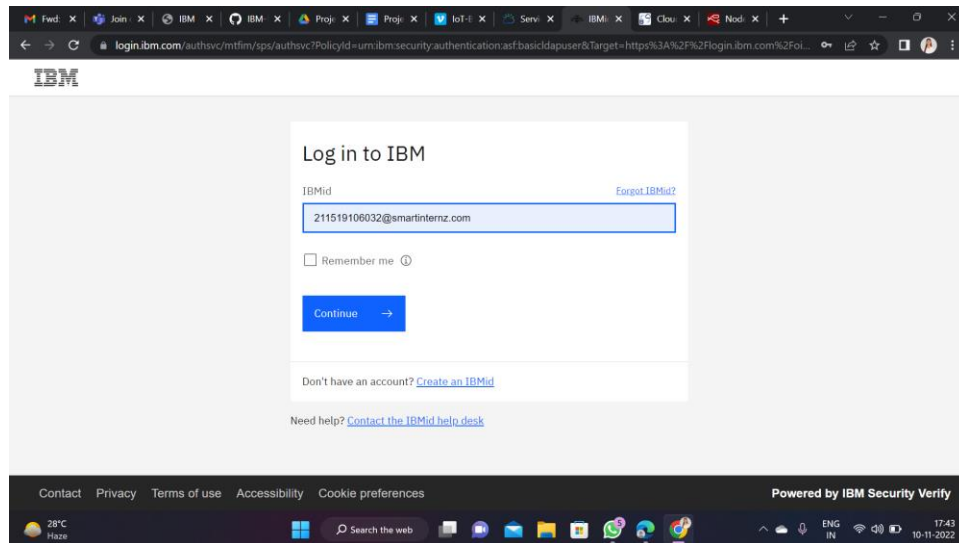 Fwd:
Join
IBM
IBM-
Proje
Proje
IoT-E
Servi
IBMi
Clou
Node
login.ibm.com/authsvc/mtfim/sps/authsvc?PolicyId=urn:ibm:security:authentication:asf:basicldapuser&Target=https%3A%2F%2Flogin.ibm.com%2Foi...
IBM
Log in to IBM
IBMid Forgot IBMid?
211519106032@smartinternz.com
Remember me
Continue →
Don't have an account? Create an IBMid
Need help? Contact the IBMid help desk
Contact Privacy Terms of use Accessibility Cookie preferences Powered by IBM Security Verify
28°C
Haze
Search the web
5
ENG
IN
17:43
10-11-2022